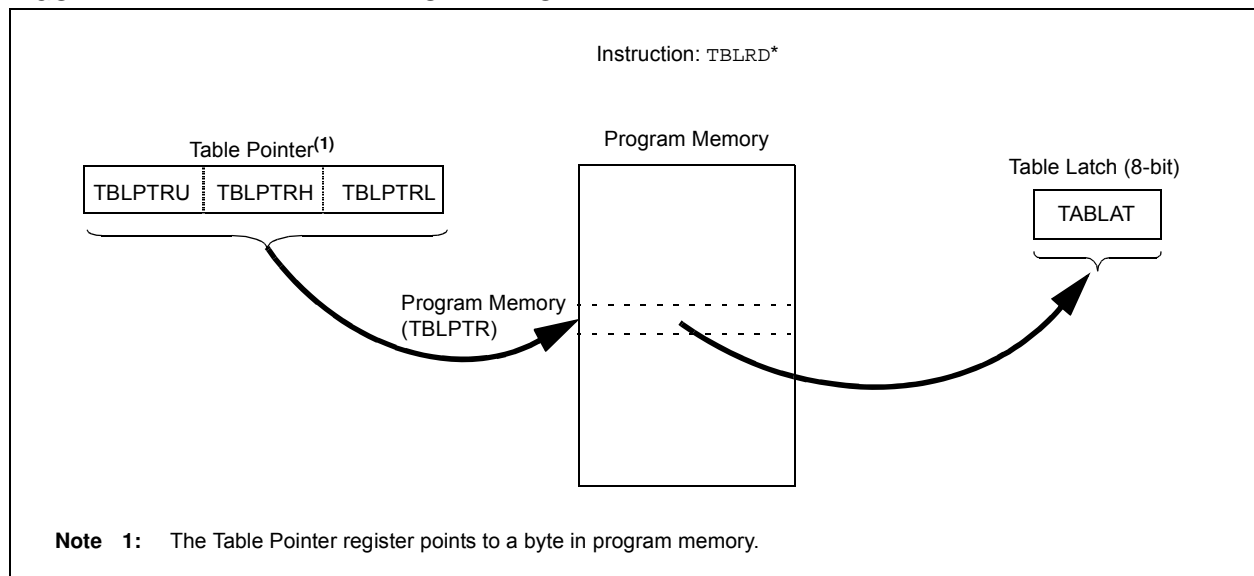 Instruction: TBLRD*
Table Pointer(1)
Program Memory
Table Latch (8-bit)
TBLPTRU TBLPTRH TBLPTRL
TABLAT
Program Memory
(TBLPTR)
Note 1: The Table Pointer register points to a byte in program memory.